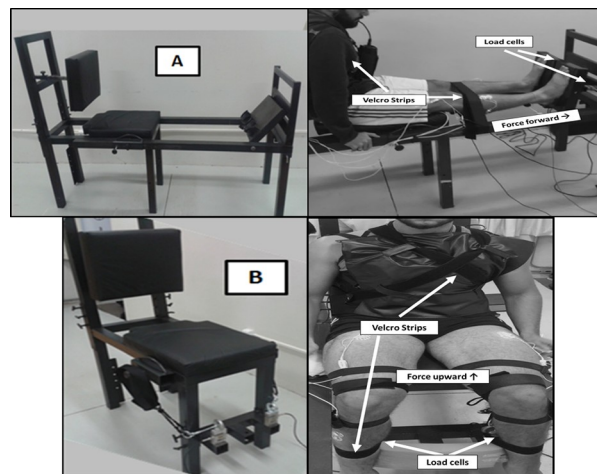 A
Load cells
Velcro Strips
Force forward →
B
Velcro Strips
Force upward ↑
Load cells